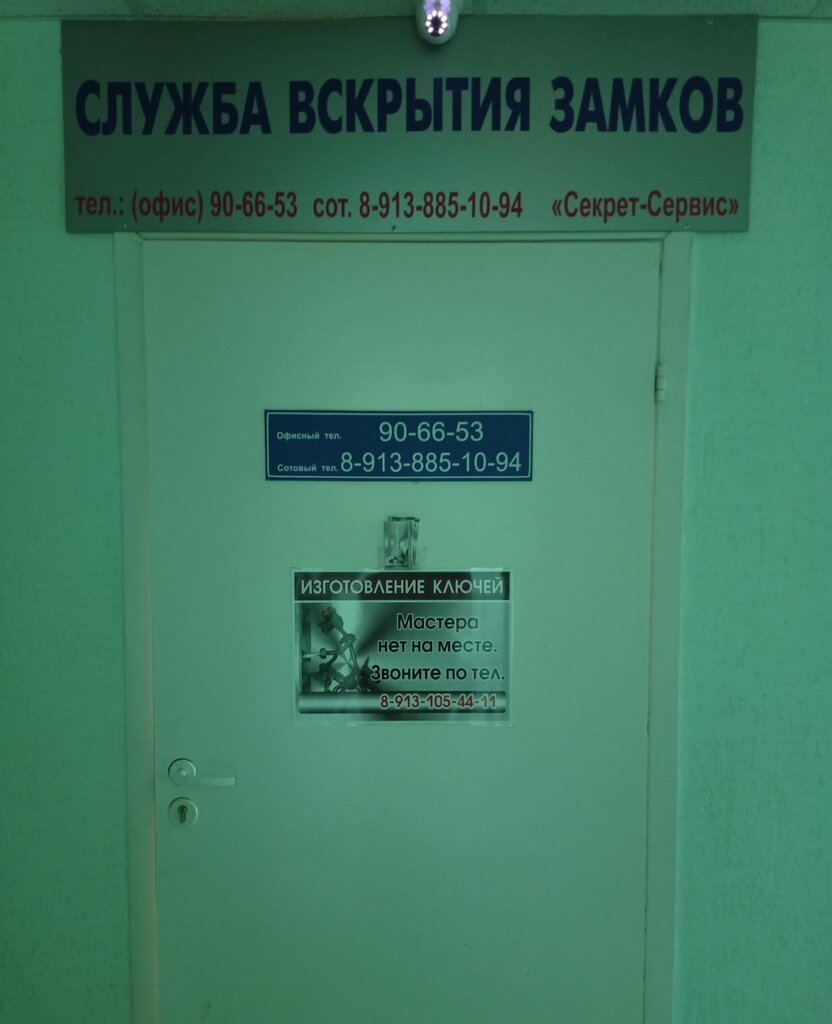 СЛУЖБА ВСКРЫТИЯ ЗАМКОВ
тел.: (офис) 90-66-53 сот. 8-913-885-10-94 «Секрет-Сервис»
Офисный тел. 90-66-53
Сотовый тел. 8-913-885-10-94
ИЗГОТОВЛЕНИЕ КЛЮЧЕЙ
Мастера
нет на месте.
Звоните по тел.
8-913-105-44-11